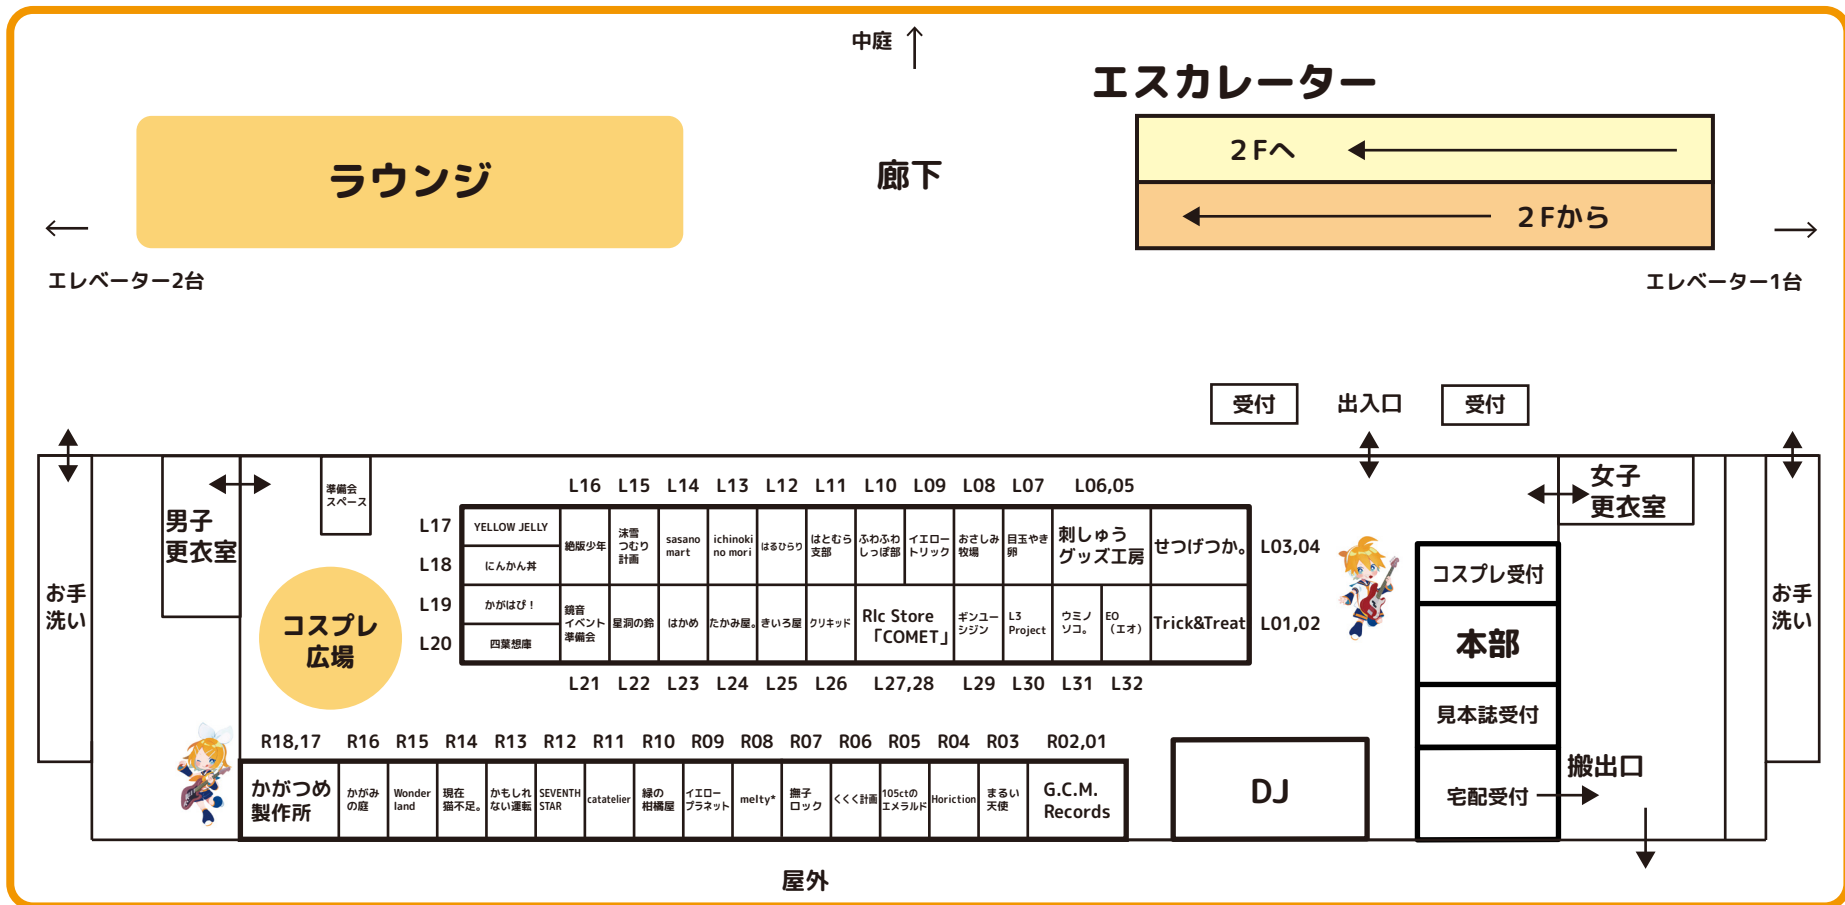 中庭
エスカレーター
2Fへ
ラウンジ
廊下
2Fから
エレベーター2台
エレベーター1台
受付
出入口
受付
男子
更衣室
準備会
スペース
女子
更衣室
お手
洗い
お手
洗い
コスプレ
広場
L16
L15
L14
L13
L12
L11
L10
L09
L08
L07
L06,05
L17
L18
L19
L20
YELLOW JELLY
にんかん丼
かがはぴ！
四葉想庫
絶版少年
沫雪
つむり
計画
sasano
mart
ichinoki
no mori
はるひらり
はとむら
支部
ふわふわ
しっぽ部
イエロー
トリック
おさしみ
牧場
目玉やき
卵
刺しゅう
グッズ工房
せつげつか。
L03,04
鏡音
イベント
準備会
星洞の鈴
はかめ
たかみ屋。
きいろ屋
クリキッド
RIc Store
「COMET」
ギンユー
シジン
L3
Project
ウミノ
ソコ。
EO
（エオ）
Trick&Treat
L01,02
L21
L22
L23
L24
L25
L26
L27,28
L29
L30
L31
L32
コスプレ受付
本部
見本誌受付
宅配受付
搬出口
R18,17
R16
R15
R14
R13
R12
R11
R10
R09
R08
R07
R06
R05
R04
R03
R02,01
かがつめ
製作所
かがみ
の庭
Wonder
land
現在
猫不足。
かもしれ
ない運転
SEVENTH
STAR
catatelier
緑の
柑橘屋
イエロー
プラネット
melty*
撫子
ロック
くくく計画
105ctの
エメラルド
Horiction
まるい
天使
G.C.M.
Records
DJ
屋外